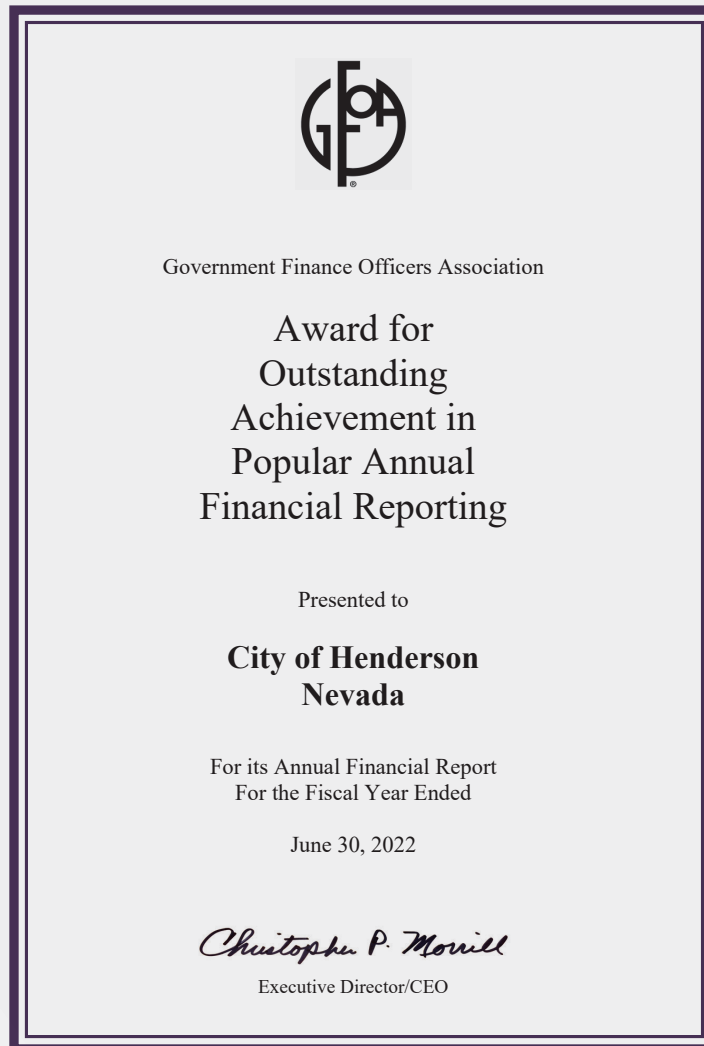 GFOA
®
Government Finance Officers Association
Award for
Outstanding
Achievement in
Popular Annual
Financial Reporting
Presented to
City of Henderson
Nevada
For its Annual Financial Report
For the Fiscal Year Ended
June 30, 2022
Christopher P. Morrill
Executive Director/CEO